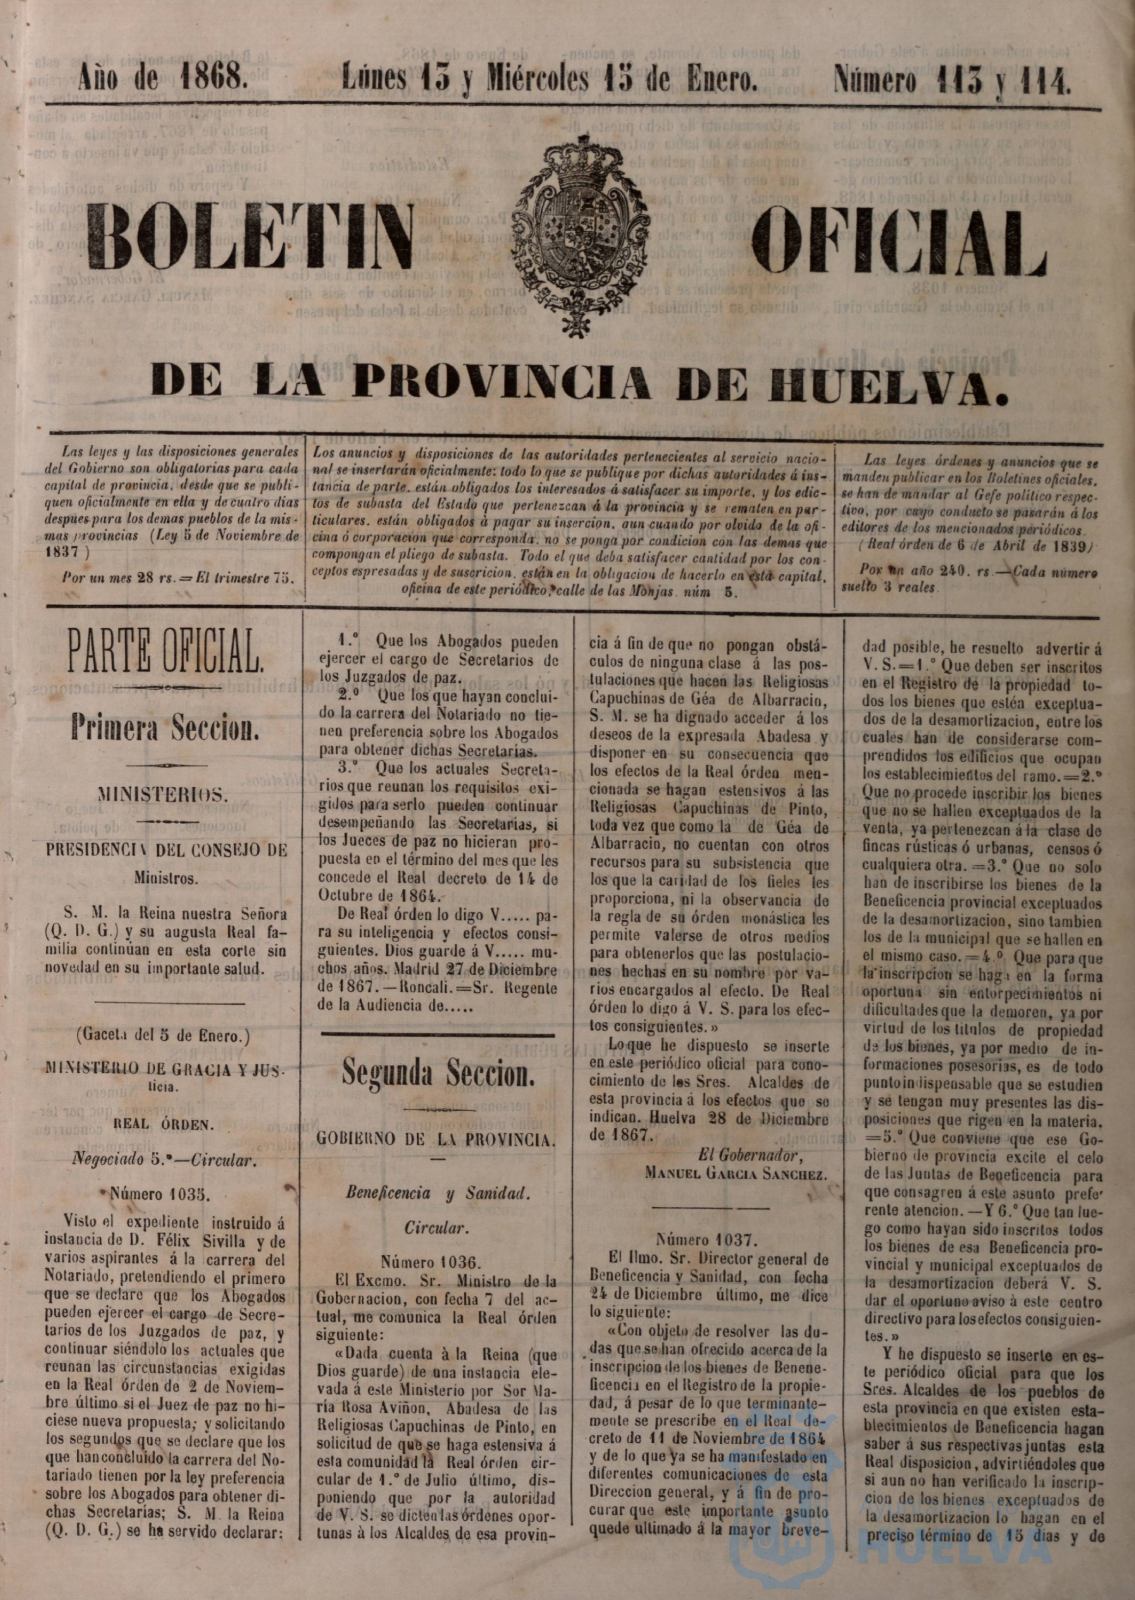 Año de 1868.
Lúnes 13 y Miércoles 15 de Enero.
Número 113 y 114.
BOLETIN OFICIAL
DE LA PROVINCIA DE HUELVA.
Las leyes y las disposiciones generales
del Gobierno son obligatorias para cada
capital de provincia, desde que se publi-
quen oficialmente en ella y de cuatro dias
despues para los demas pueblos de la mis-
mas provincias (Ley 5 de Noviembre de
1837)
Por un mes 28 rs.=El trimestre 75.
Los anuncios y disposiciones de las autoridades pertenecientes al servicio nacio-
nal se insertarán oficialmente: todo lo que se publique por dichas autoridades á ins-
tancia de parte, están obligados los interesados á satisfacer su importe, y los edic-
tos de subasta del Estado que pertenezcan á la provincia y se rematen en par-
ticulares, están obligados á pagar su insercion, aun cuando por olvido de la ofi-
cina ó corporacion que corresponda, no se ponga por condicion con las demas que
compongan el pliego de subasta. Todo el que deba satisfacer cantidad por los con-
ceptos espresadas y de suscricion, están en la obligacion de hacerlo en esta capital,
oficina de este periódico, calle de las Monjas, núm 5.
Las leyes órdenes y anuncios que se
manden publicar en los Boletines oficiales,
se han de mandar al Gefe político respec-
tivo, por cuyo conducto se pasarán á los
editores de los mencionados periódicos.
(Real órden de 6 de Abril de 1839)
Por un año 240. rs.—Cada número
suelto 3 reales.
PARTE OFICIAL.
Primera Seccion.
MINISTERIOS.
PRESIDENCIA DEL CONSEJO DE
Ministros.
S. M. la Reina nuestra Señora
(Q. D. G.) y su augusta Real fa-
milia continúan en esta corte sin
novedad en su importante salud.
(Gaceta del 5 de Enero.)
MINISTERIO DE GRACIA Y JUS-
ticia.
REAL ÓRDEN.
Negociado 5.º—Circular.
Número 1035.
Visto el expediente instruido á
instancia de D. Félix Sivilla y de
varios aspirantes á la carrera del
Notariado, pretendiendo el primero
que se declare que los Abogados
pueden ejercer el cargo de Secre-
tarios de los Juzgados de paz, y
continuar siéndolo los actuales que
reunan las circunstancias exigidas
en la Real órden de 2 de Noviem-
bre último si el Juez de paz no hi-
ciese nueva propuesta; y solicitando
los segundos que se declare que los
que han concluido la carrera del No-
tariado tienen por la ley preferencia
sobre los Abogados para obtener di-
chas Secretarias; S. M. la Reina
(Q. D. G.) se ha servido declarar:
1.º Que los Abogados pueden
ejercer el cargo de Secretarios de
los Juzgados de paz.
2.º Que los que hayan conclui-
do la carrera del Notariado no tie-
nen preferencia sobre los Abogados
para obtener dichas Secretarías.
3.º Que los actuales Secreta-
rios que reunan los requisitos exi-
gidos para serlo pueden continuar
desempeñando las Secretarías, si
los Jueces de paz no hicieran pro-
puesta en el término del mes que les
concede el Real decreto de 14 de
Octubre de 1864.
De Real órden lo digo V..... pa-
ra su inteligencia y efectos consi-
guientes. Dios guarde á V..... mu-
chos años. Madrid 27 de Diciembre
de 1867.—Roncali.=Sr. Regente
de la Audiencia de.....
Segunda Seccion.
GOBIERNO DE LA PROVINCIA.
Beneficencia y Sanidad.
Circular.
Número 1036.
El Excmo. Sr. Ministro de la
Gobernacion, con fecha 7 del ac-
tual, me comunica la Real órden
siguiente:
«Dada cuenta à la Reina (que
Dios guarde) de una instancia ele-
vada á este Ministerio por Sor Ma-
ría Rosa Aviñon, Abadesa de las
Religiosas Capuchinas de Pinto, en
solicitud de que se haga estensiva á
esta comunidad la Real órden cir-
cular de 1.º de Julio último, dis-
poniendo que por la autoridad
de V. S. se dicten las órdenes opor-
tunas à los Alcaldes de esa provin-
cia á fin de que no pongan obstá-
culos de ninguna clase á las pos-
tulaciones que hacen las Religiosas
Capuchinas de Géa de Albarracin,
S. M. se ha dignado acceder á los
deseos de la expresada Abadesa y
disponer en su consecuencia que
los efectos de la Real órden men-
cionada se hagan estensivos á las
Religiosas Capuchinas de Pinto,
toda vez que como la de Géa de
Albarracin, no cuentan con otros
recursos para su subsistencia que
los que la caridad de los fieles les
proporciona, ni la observancia de
la regla de su órden monástica les
permite valerse de otros medios
para obtenerlos que las postulacio-
nes hechas en su nombre por va-
rios encargados al efecto. De Real
órden lo digo á V. S. para los efec-
tos consiguientes.»
Lo que he dispuesto se inserte
en este periódico oficial para cono-
cimiento de les Sres. Alcaldes de
esta provincia á los efectos que se
indican. Huelva 28 de Diciembre
de 1867.
El Gobernador,
MANUEL GARCIA SANCHEZ.
Número 1037.
El Ilmo. Sr. Director general de
Beneficencia y Sanidad, con fecha
24 de Diciembre último, me dice
lo siguiente:
«Con objeto de resolver las du-
das que se han ofrecido acerca de la
inscripcion de los bienes de Benene-
ficencia en el Registro de la propie-
dad, á pesar de lo que terminante-
mente se prescribe en el Real de-
creto de 11 de Noviembre de 1864
y de lo que ya se ha manifestado en
diferentes comunicaciones de esta
Direccion general, y á fin de pro-
curar que este importante asunto
quede ultimado á la mayor breve-
dad posible, he resuelto advertir á
V. S.=1.º Que deben ser inscritos
en el Registro de la propiedad to-
dos los bienes que estén exceptua-
dos de la desamortizacion, entre los
cuales han de considerarse com-
prendidos los edificios que ocupan
los establecimientos del ramo.=2.º
Que no procede inscribir los bienes
que no se hallen exceptuados de la
venta, ya pertenezcan á la clase de
fincas rústicas ó urbanas, censos ó
cualquiera otra.=3.º Que no solo
han de inscribirse los bienes de la
Beneficencia provincial exceptuados
de la desamortizacion, sino tambien
los de la municipal que se hallen en
el mismo caso.=4.º Que para que
la inscripcion se haga en la forma
oportuna sin entorpecimientos ni
dificultades que la demoren, ya por
virtud de los titulos de propiedad
de los bienes, ya por medio de in-
formaciones posesorias, es de todo
punto indispensable que se estudien
y se tengan muy presentes las dis-
posiciones que rigen en la materia.
=5.º Que conviene que ese Go-
bierno de provincia excite el celo
de las Juntas de Beneficencia para
que consagren á este asunto prefe-
rente atencion.—Y 6.º Que tan lue-
go como hayan sido inscritos todos
los bienes de esa Beneficencia pro-
vincial y municipal exceptuados de
la desamortizacion deberá V. S.
dar el oportuno aviso à este centro
directivo para los efectos consiguien-
tes.»
Y he dispuesto se inserte en es-
te periódico oficial para que los
Sres. Alcaldes de los pueblos de
esta provincia en que existen esta-
blecimientos de Beneficencia hagan
saber á sus respectivas juntas esta
Real disposicion, advirtiéndoles que
si aun no han verificado la inscrip-
cion de los bienes exceptuados de
la desamortizacion lo hagan en el
preciso término de 15 dias y de
HUELVA